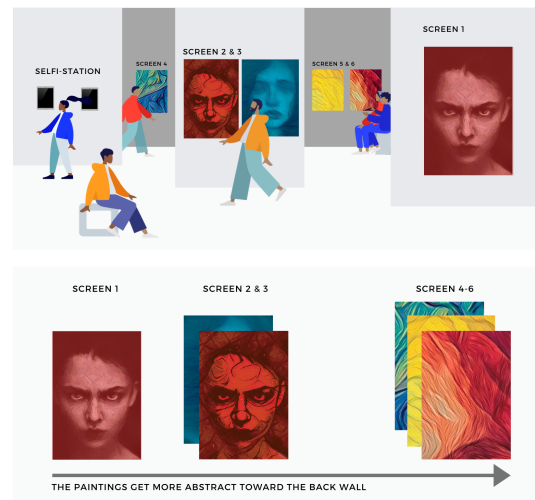 SCREEN 1
SCREEN 2 & 3
SCREEN 4
SCREEN 5 & 6
SELFI-STATION
SCREEN 1
SCREEN 2 & 3
SCREEN 4-6
THE PAINTINGS GET MORE ABSTRACT TOWARD THE BACK WALL